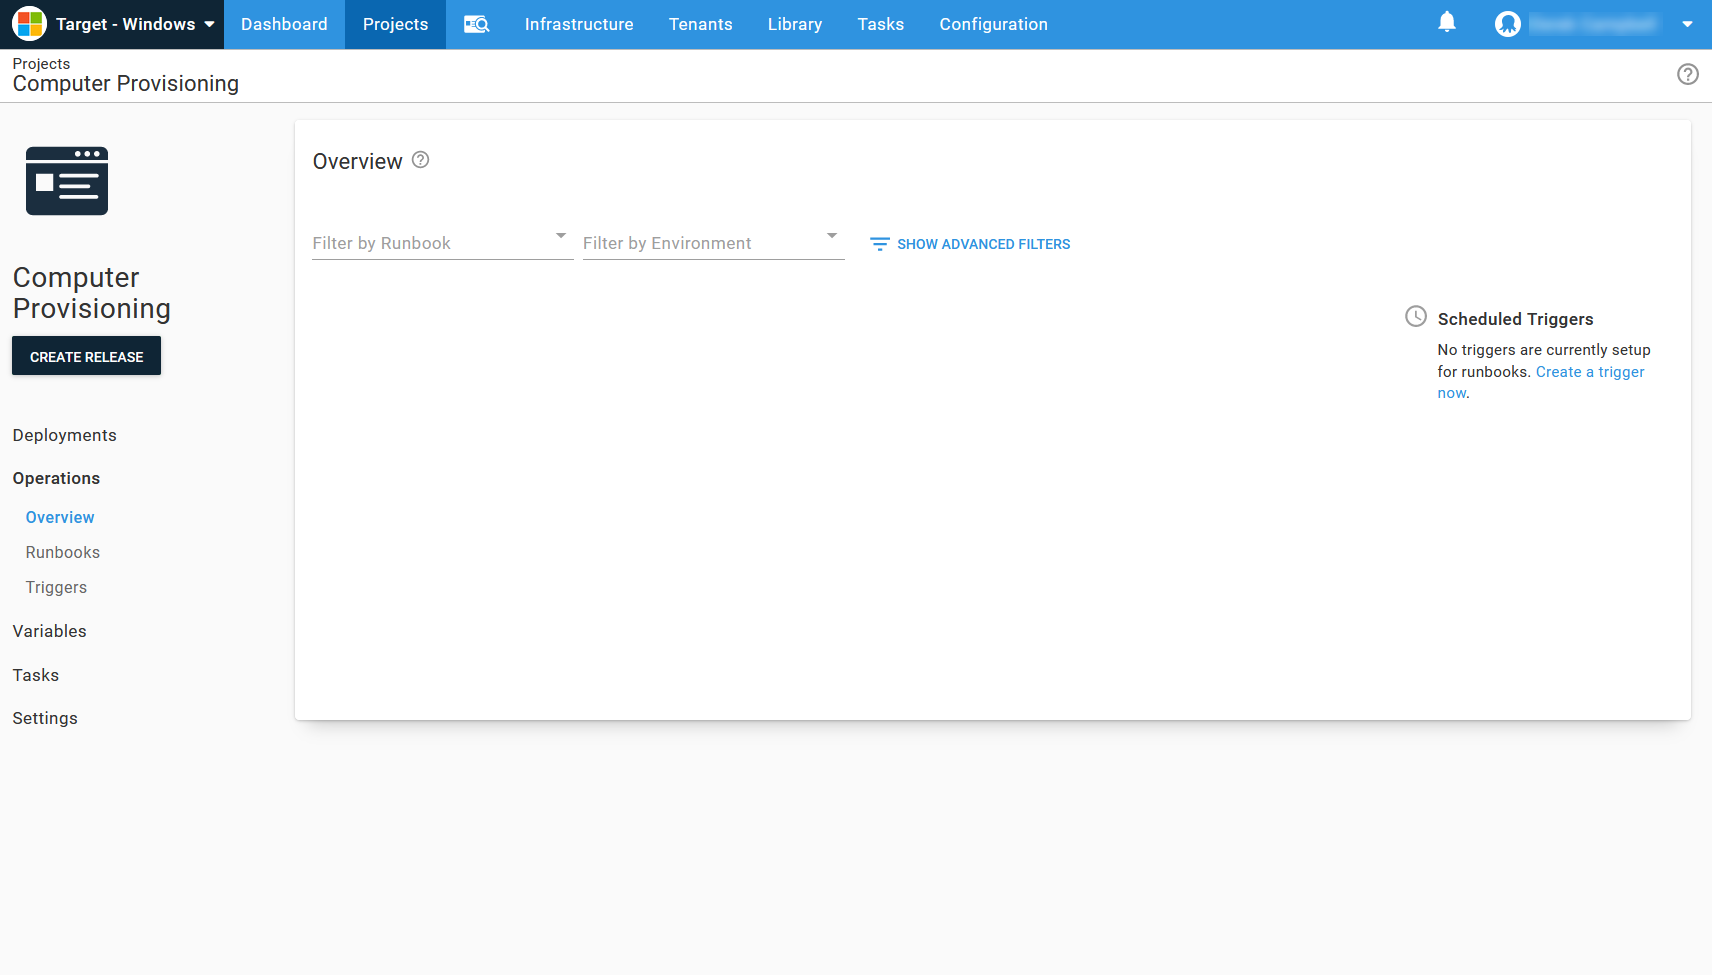 Target - Windows
Dashboard
Projects
Infrastructure
Tenants
Library
Tasks
Configuration
Projects
Computer Provisioning
Computer
Provisioning
CREATE RELEASE
Deployments
Operations
Overview
Runbooks
Triggers
Variables
Tasks
Settings
Overview
Filter by Runbook
Filter by Environment
SHOW ADVANCED FILTERS
Scheduled Triggers
No triggers are currently setup
for runbooks. Create a trigger
now.